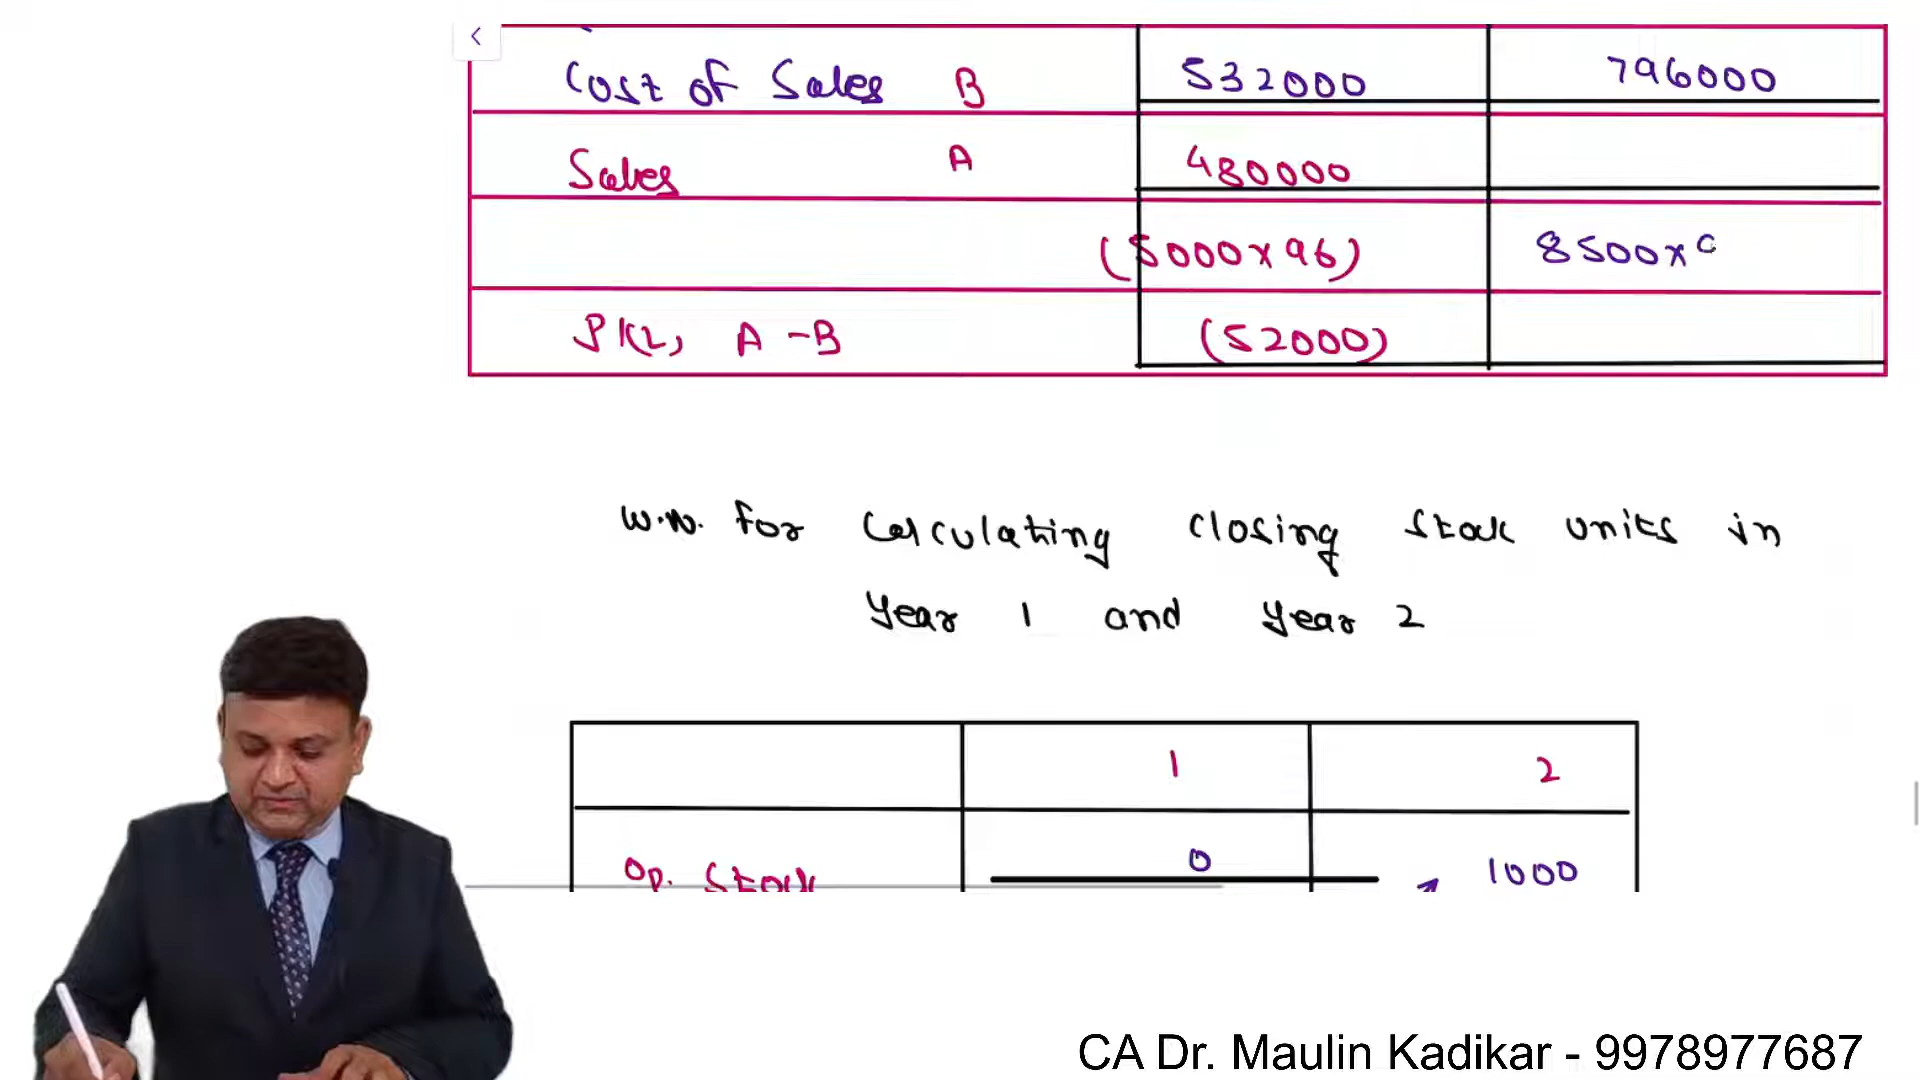 Cost of Sales B 532000 796000
Sales A 480000
(5000x96) 8500x9
P/(L) A-B (52000)
W.N. For Calculating closing stock units in
Year 1 and Year 2
1 2
Op. Stock 0 1000
CA Dr. Maulin Kadikar - 9978977687